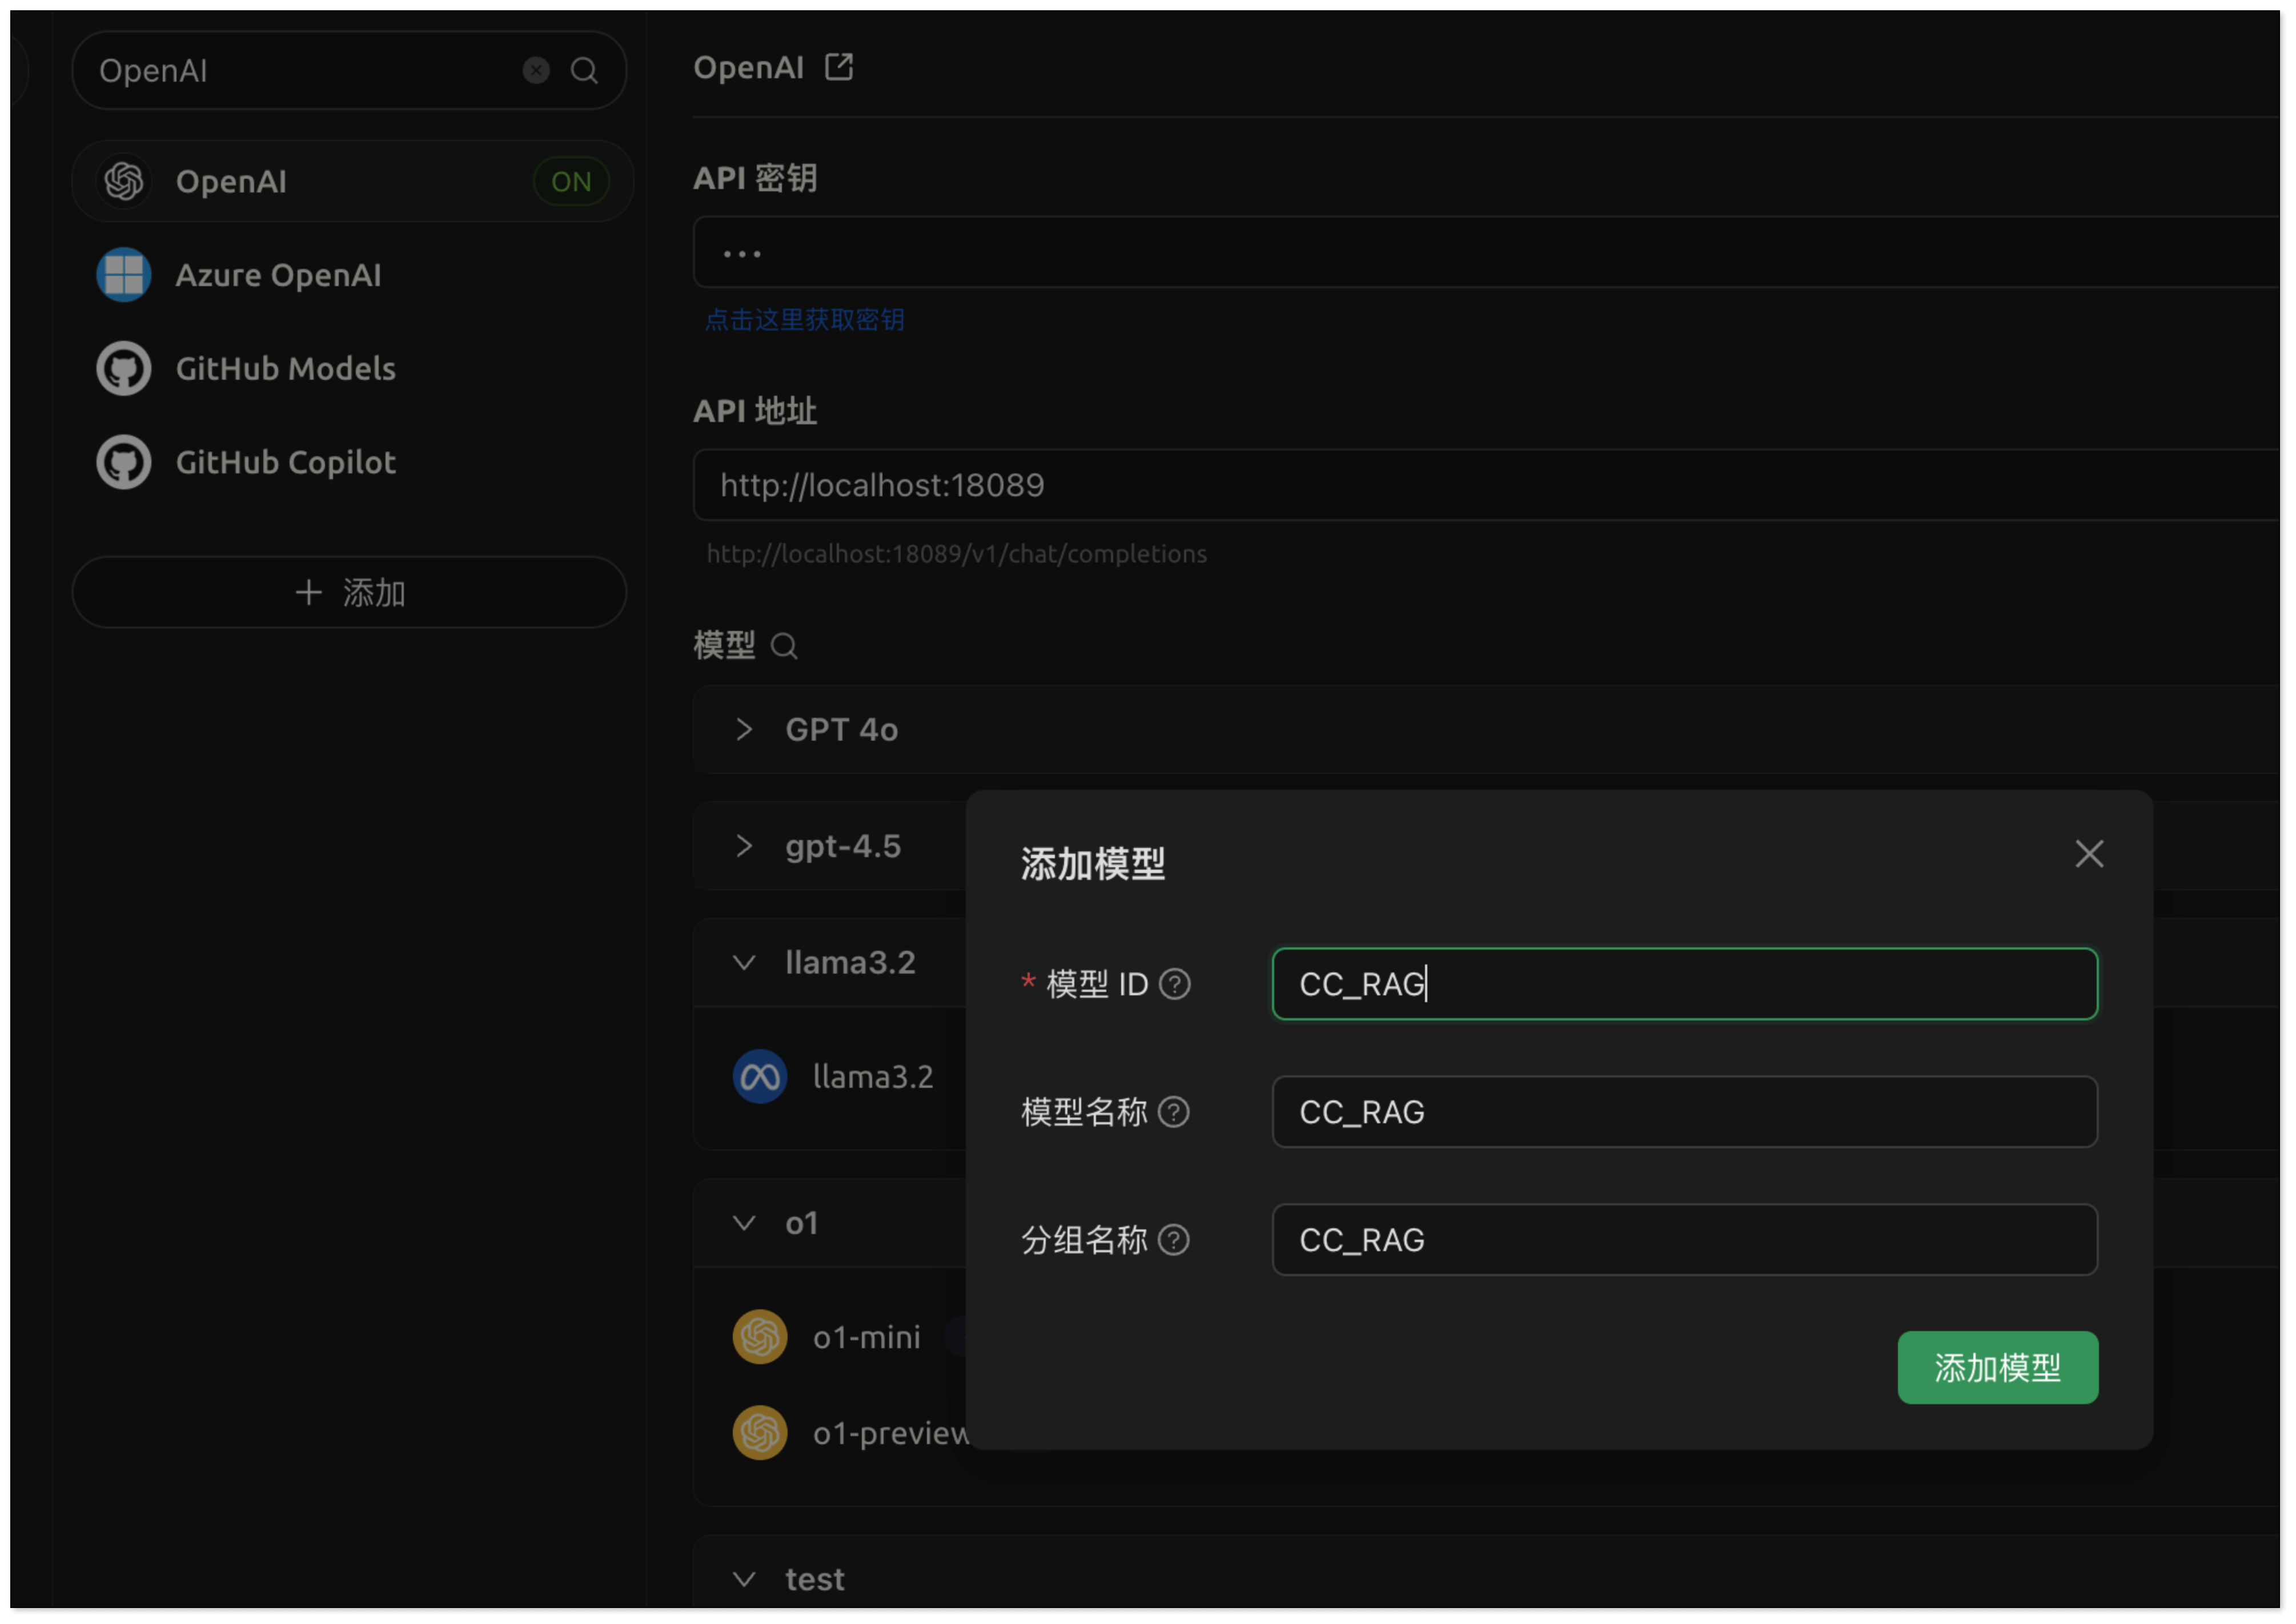 OpenAI
OpenAI
ON
Azure OpenAI
GitHub Models
GitHub Copilot
添加
OpenAI
API 密钥
•••
点击这里获取密钥
API 地址
http://localhost:18089
http://localhost:18089/v1/chat/completions
模型
GPT 4o
gpt-4.5
llama3.2
llama3.2
o1
o1-mini
o1-preview
test
添加模型
* 模型 ID
CC_RAG
模型名称
CC_RAG
分组名称
CC_RAG
添加模型